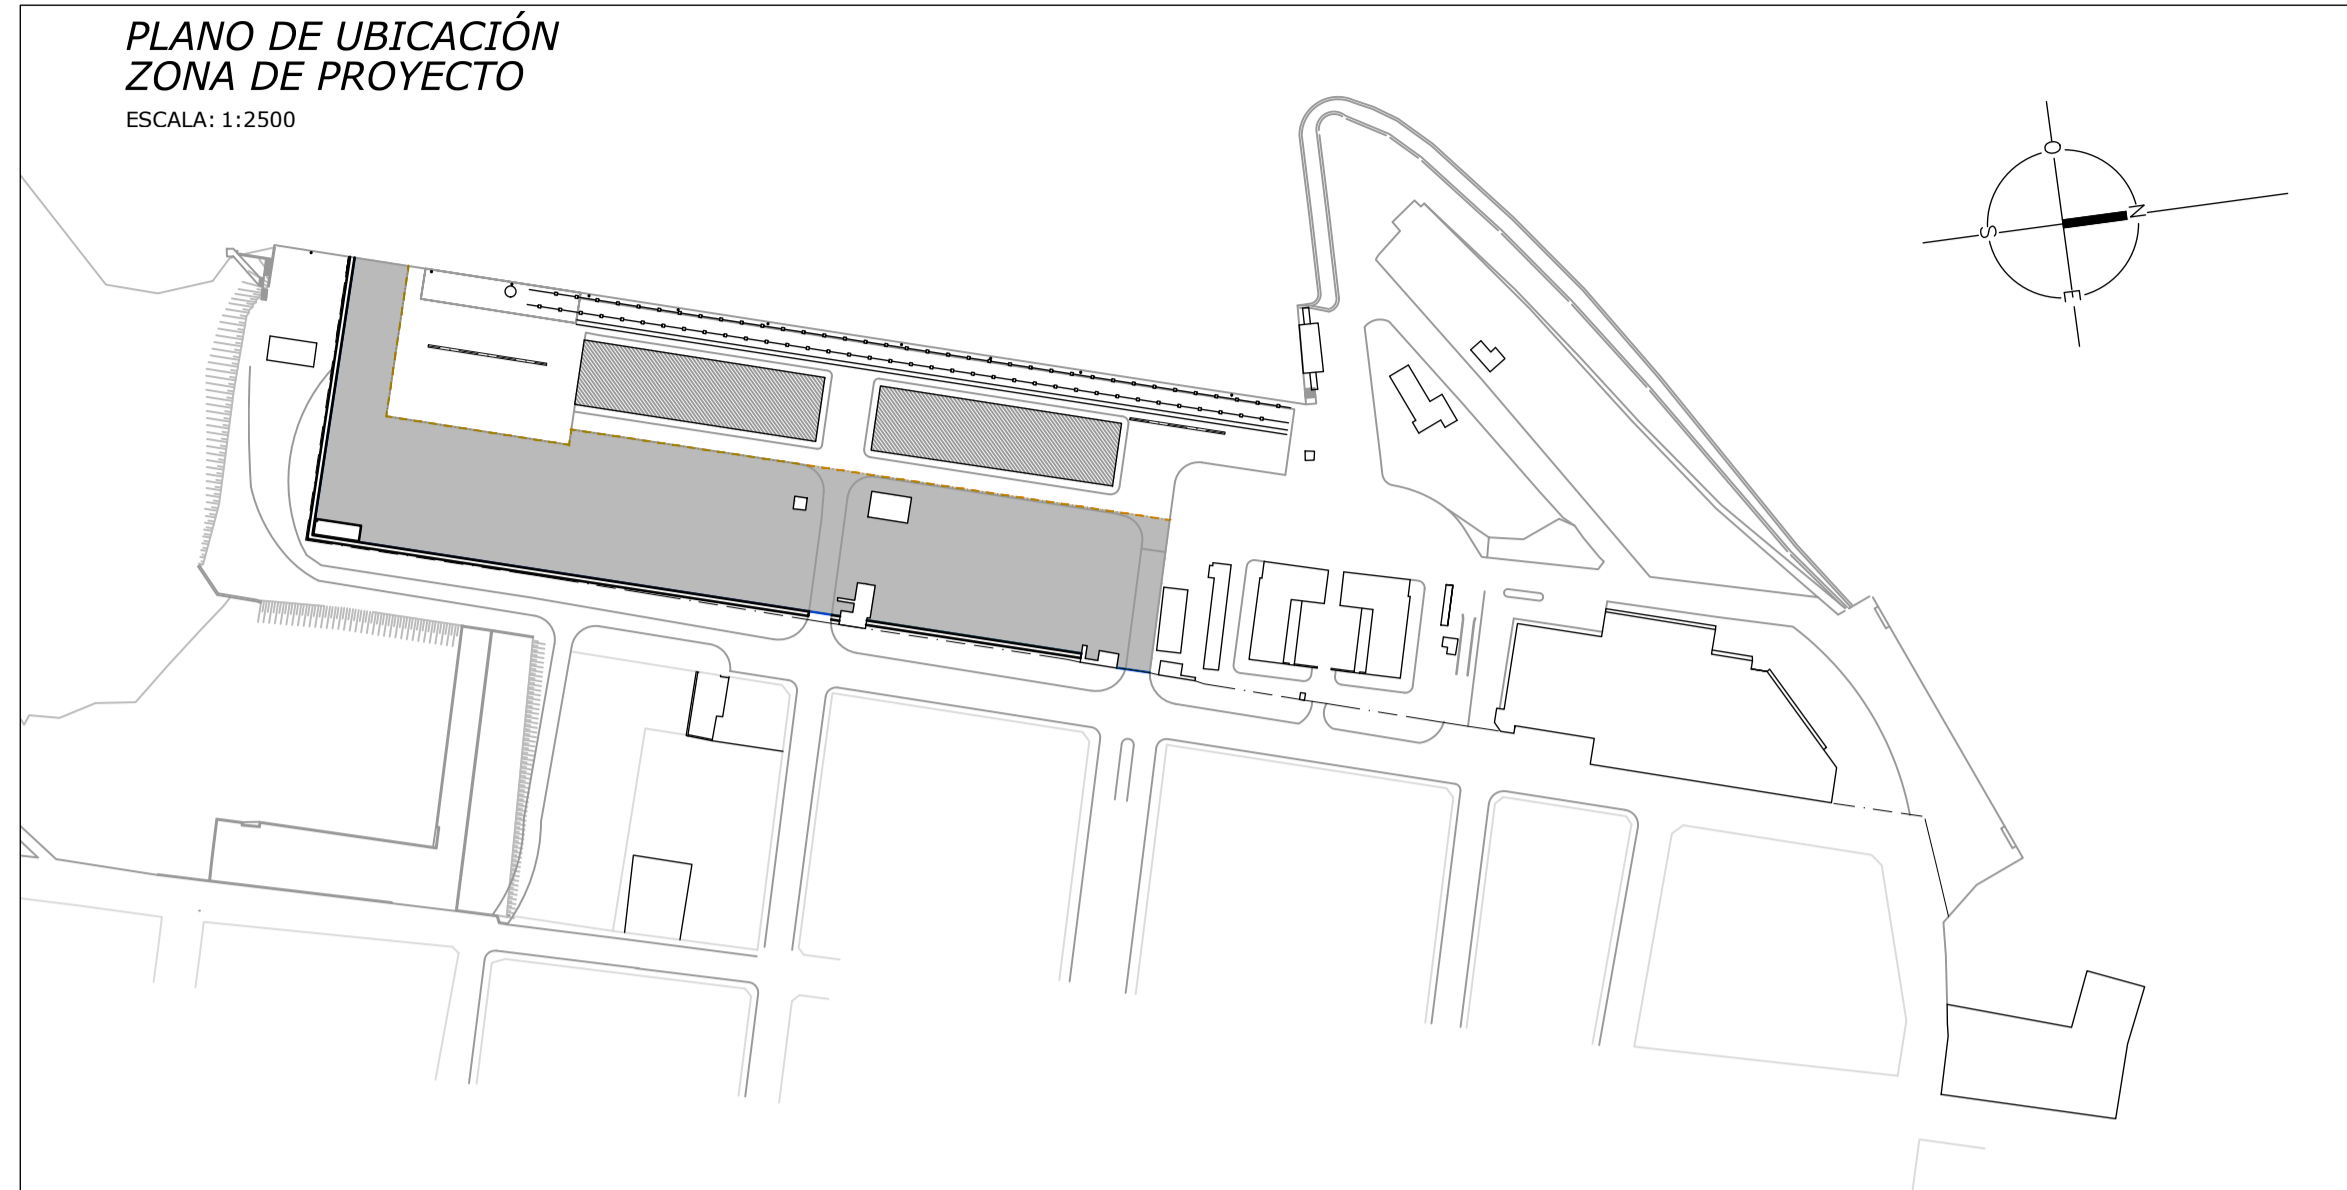 PLANO DE UBICACIÓN
ZONA DE PROYECTO
ESCALA: 1:2500
O
N
S
E